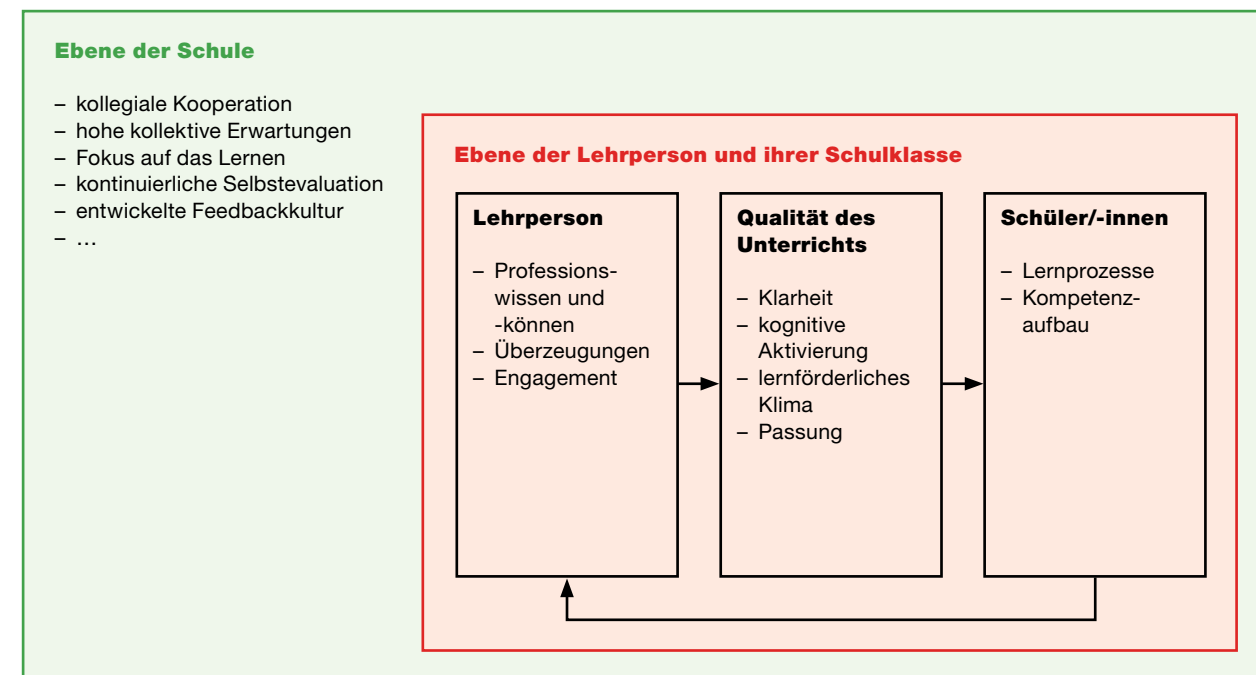 Ebene der Schule
– kollegiale Kooperation
– hohe kollektive Erwartungen
– Fokus auf das Lernen
– kontinuierliche Selbstevaluation
– entwickelte Feedbackkultur
– …
Ebene der Lehrperson und ihrer Schulklasse
Lehrperson
– Professions-
wissen und
-können
– Überzeugungen
– Engagement
Qualität des
Unterrichts
– Klarheit
– kognitive
Aktivierung
– lernförderliches
Klima
– Passung
Schüler/-innen
– Lernprozesse
– Kompetenz-
aufbau